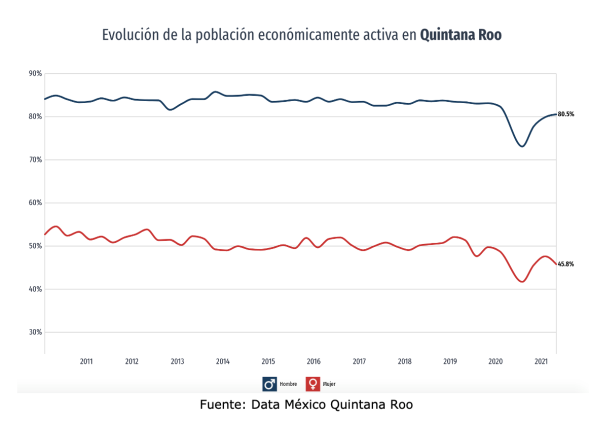 Evolución de la población económicamente activa en Quintana Roo
90%
80%
80.5%
70%
60%
50%
45.8%
40%
30%
2011 2012 2013 2014 2015 2016 2017 2018 2019 2020 2021
Hombre Mujer
Fuente: Data México Quintana Roo